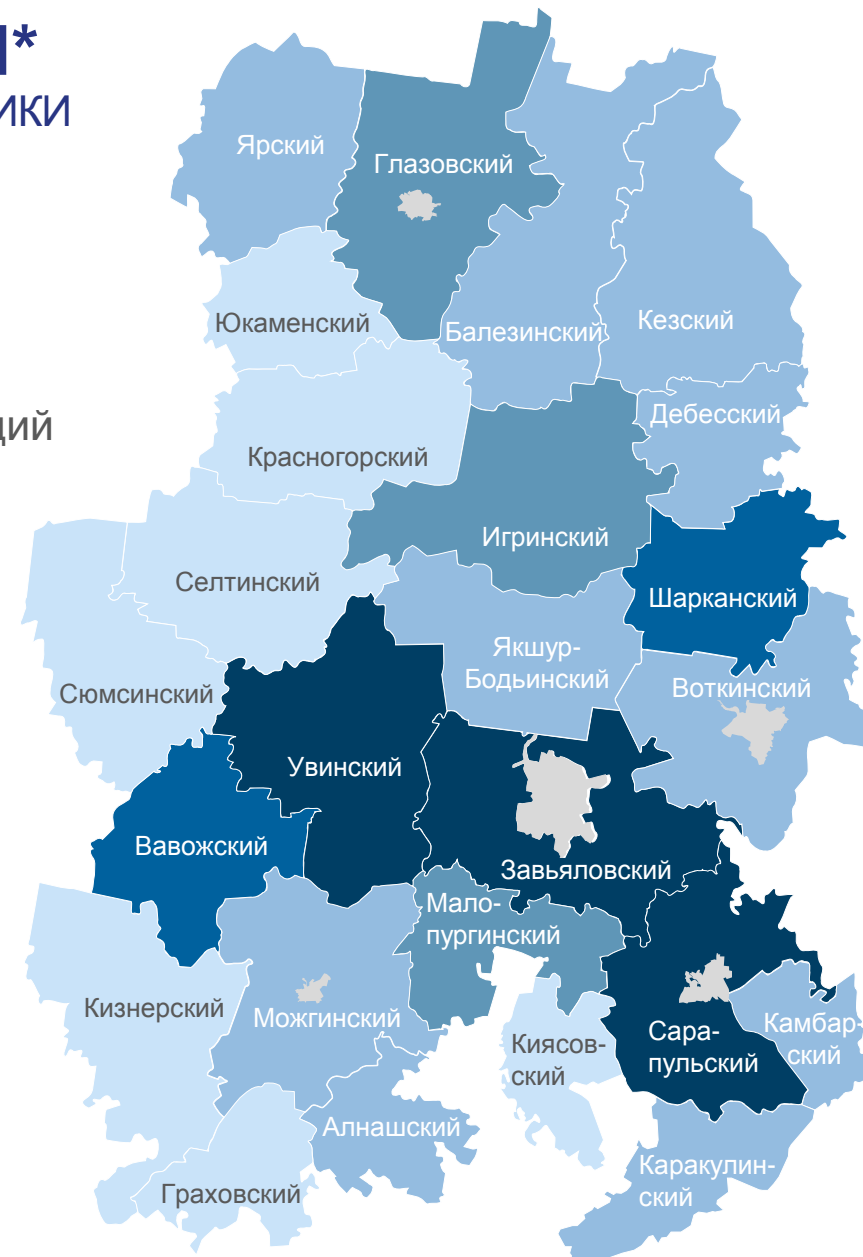 И*
ИКИ
ций
Ярский
Глазовский
Юкаменский
Балезинский
Кезский
Дебесский
Красногорский
Игринский
Селтинский
Шарканский
Якшур-
Бодьинский
Сюмсинский
Воткинский
Увинский
Вавожский
Завьяловский
Мало-
пургинский
Кизнерский
Можгинский
Киясов-
ский
Сара-
пульский
Камбар-
ский
Алнашский
Граховский
Каракулин-
ский